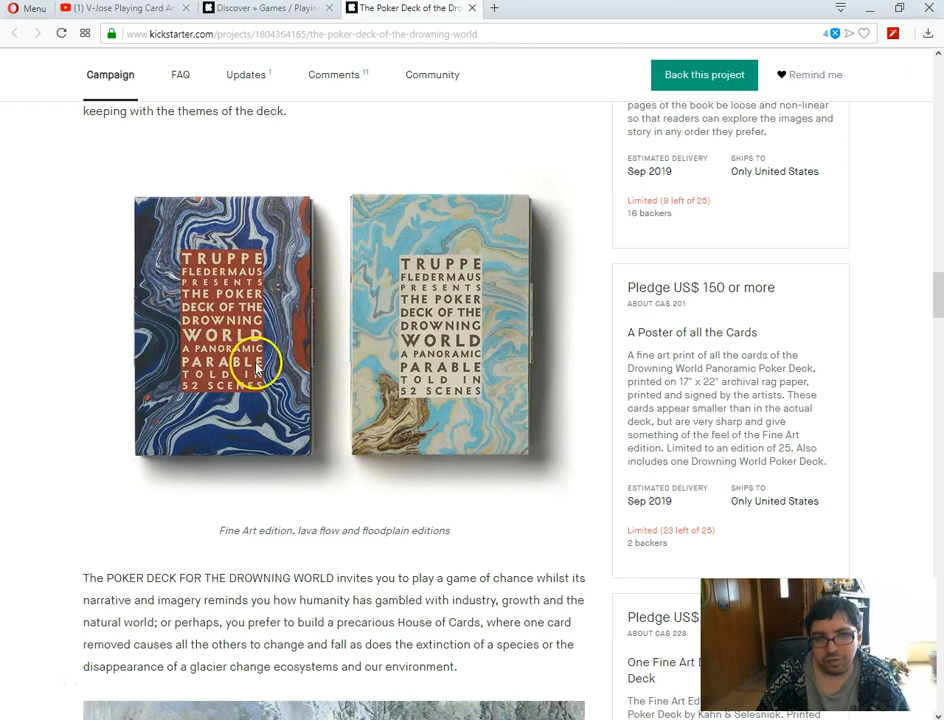 Menu
(1) V-Jose Playing Card Ar
Discover » Games / Playin
The Poker Deck of the Dro
www.kickstarter.com/projects/1804364165/the-poker-deck-of-the-drowning-world
4
Campaign
FAQ
Updates 1
Comments 11
Community
Back this project
Remind me
keeping with the themes of the deck.
TRUPPE
FLEDERMAUS
PRESENTS
THE POKER
DECK OF THE
DROWNING
WORLD
A PANORAMIC
PARABLE
TOLD IN
52 SCENES
TRUPPE
FLEDERMAUS
PRESENTS
THE POKER
DECK OF THE
DROWNING
WORLD
A PANORAMIC
PARABLE
TOLD IN
52 SCENES
Fine Art edition, lava flow and floodplain editions
The POKER DECK FOR THE DROWNING WORLD invites you to play a game of chance whilst its
narrative and imagery reminds you how humanity has gambled with industry, growth and the
natural world; or perhaps, you prefer to build a precarious House of Cards, where one card
removed causes all the others to change and fall as does the extinction of a species or the
disappearance of a glacier change ecosystems and our environment.
pages of the book be loose and non-linear
so that readers can explore the images and
story in any order they prefer.
ESTIMATED DELIVERY
Sep 2019
SHIPS TO
Only United States
Limited (9 left of 25)
16 backers
Pledge US$ 150 or more
ABOUT CA$ 201
A Poster of all the Cards
A fine art print of all the cards of the
Drowning World Panoramic Poker Deck,
printed on 17" x 22" archival rag paper,
printed and signed by the artists. These
cards appear smaller than in the actual
deck, but are very sharp and give
something of the feel of the Fine Art
edition. Limited to an edition of 25. Also
includes one Drowning World Poker Deck.
ESTIMATED DELIVERY
Sep 2019
SHIPS TO
Only United States
Limited (23 left of 25)
2 backers
Pledge US$
ABOUT CA$ 228
One Fine Art
Deck
The Fine Art Ed
Poker Deck by Kahn & Selesnick. Printed